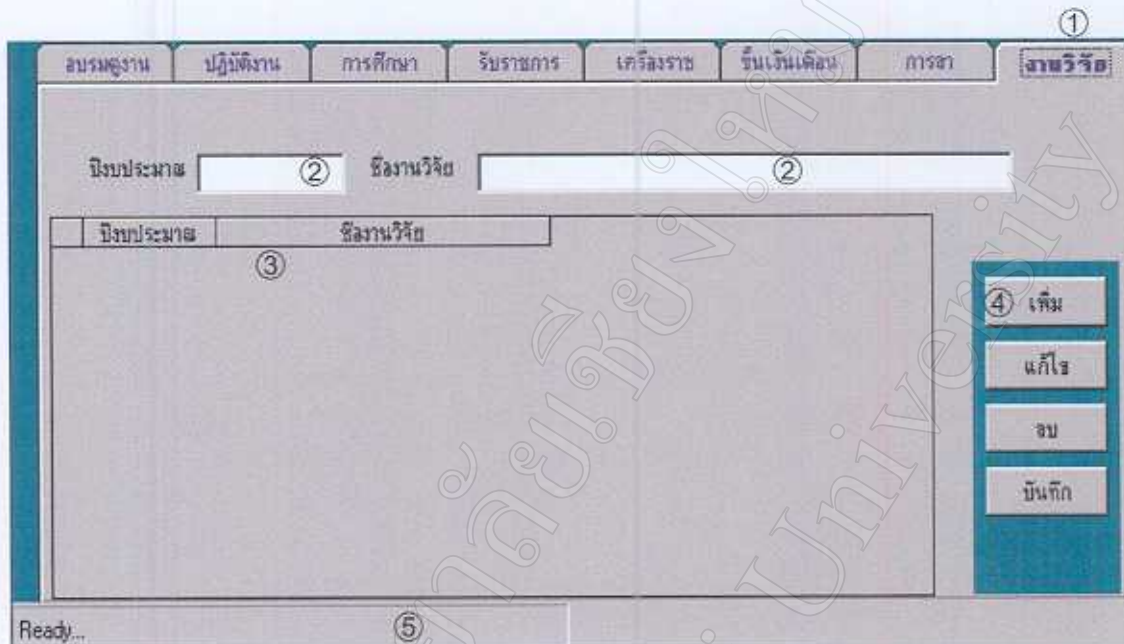 ①
อบรมดูงาน ปฏิบัติงาน การศึกษา รับราชการ เครื่องราช ขั้นเงินเดือน การลา งานวิจัย
ปีงบประมาณ ② ชื่องานวิจัย ②
ปีงบประมาณ ชื่องานวิจัย
③
④ เพิ่ม
แก้ไข
ลบ
บันทึก
Ready... ⑤
University